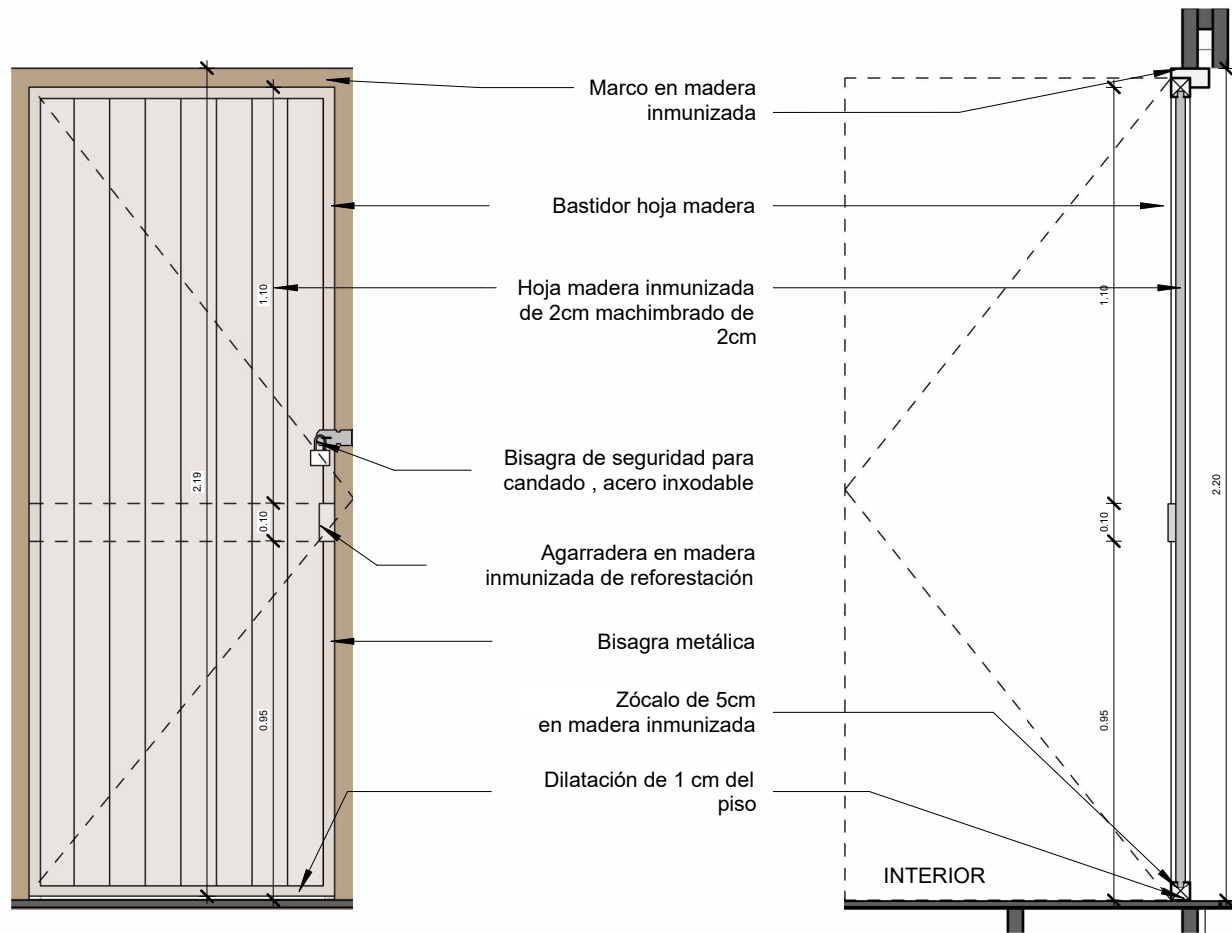 Marco en madera
inmunizada
Bastidor hoja madera
Hoja madera inmunizada
de 2cm machimbrado de
2cm
Bisagra de seguridad para
candado , acero inxodable
Agarradera en madera
inmunizada de reforestación
Bisagra metálica
Zócalo de 5cm
en madera inmunizada
Dilatación de 1 cm del
piso
INTERIOR
1.10
2.19
0.10
0.95
1.10
0.10
0.95
2.20